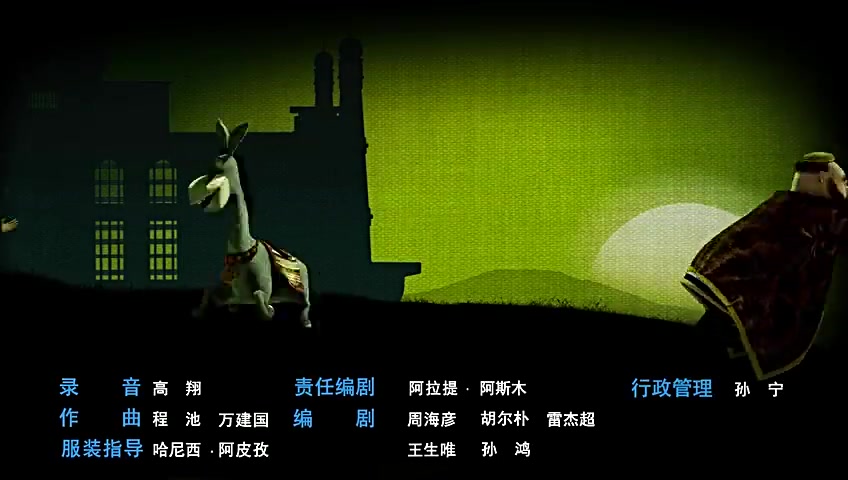 录 音 高 翔 责任编剧 阿拉提·阿斯木 行政管理 孙 宁
作 曲 程 池 万建国 编 剧 周海彦 胡尔朴 雷杰超
服装指导 哈尼西·阿皮孜 王生唯 孙 鸿